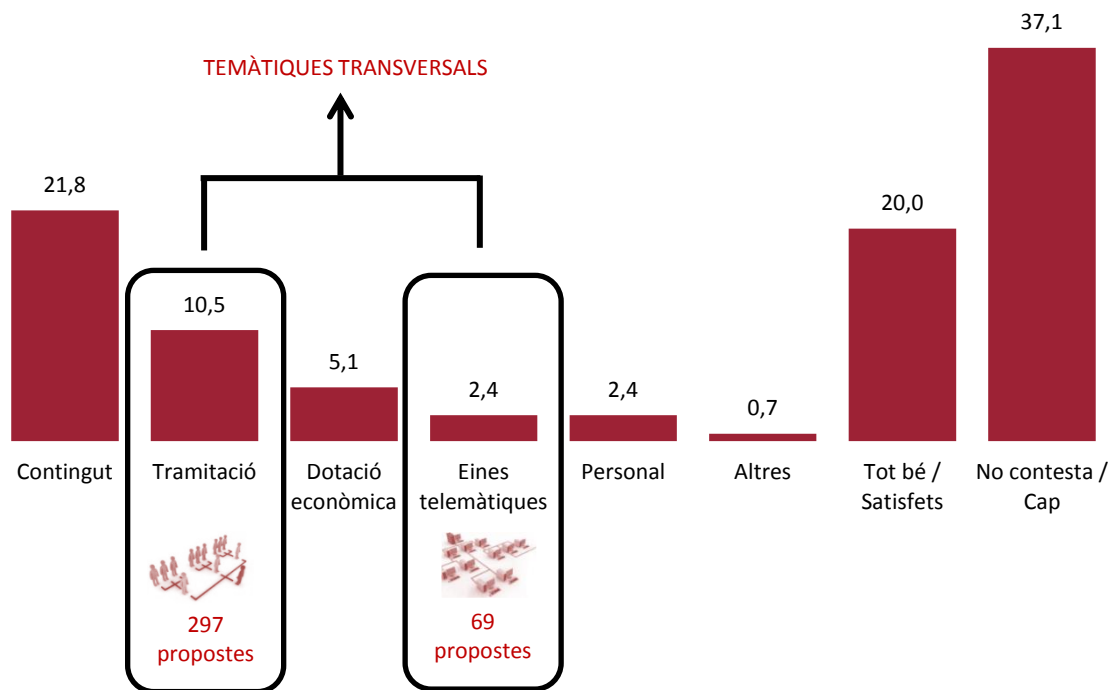 37,1
TEMÀTIQUES TRANSVERSALS
21,8
20,0
10,5
5,1
2,4
2,4
0,7
Contingut
Tramitació
Dotació
econòmica
Eines
telemàtiques
Personal
Altres
Tot bé /
Satisfets
No contesta /
Cap
297
propostes
69
propostes